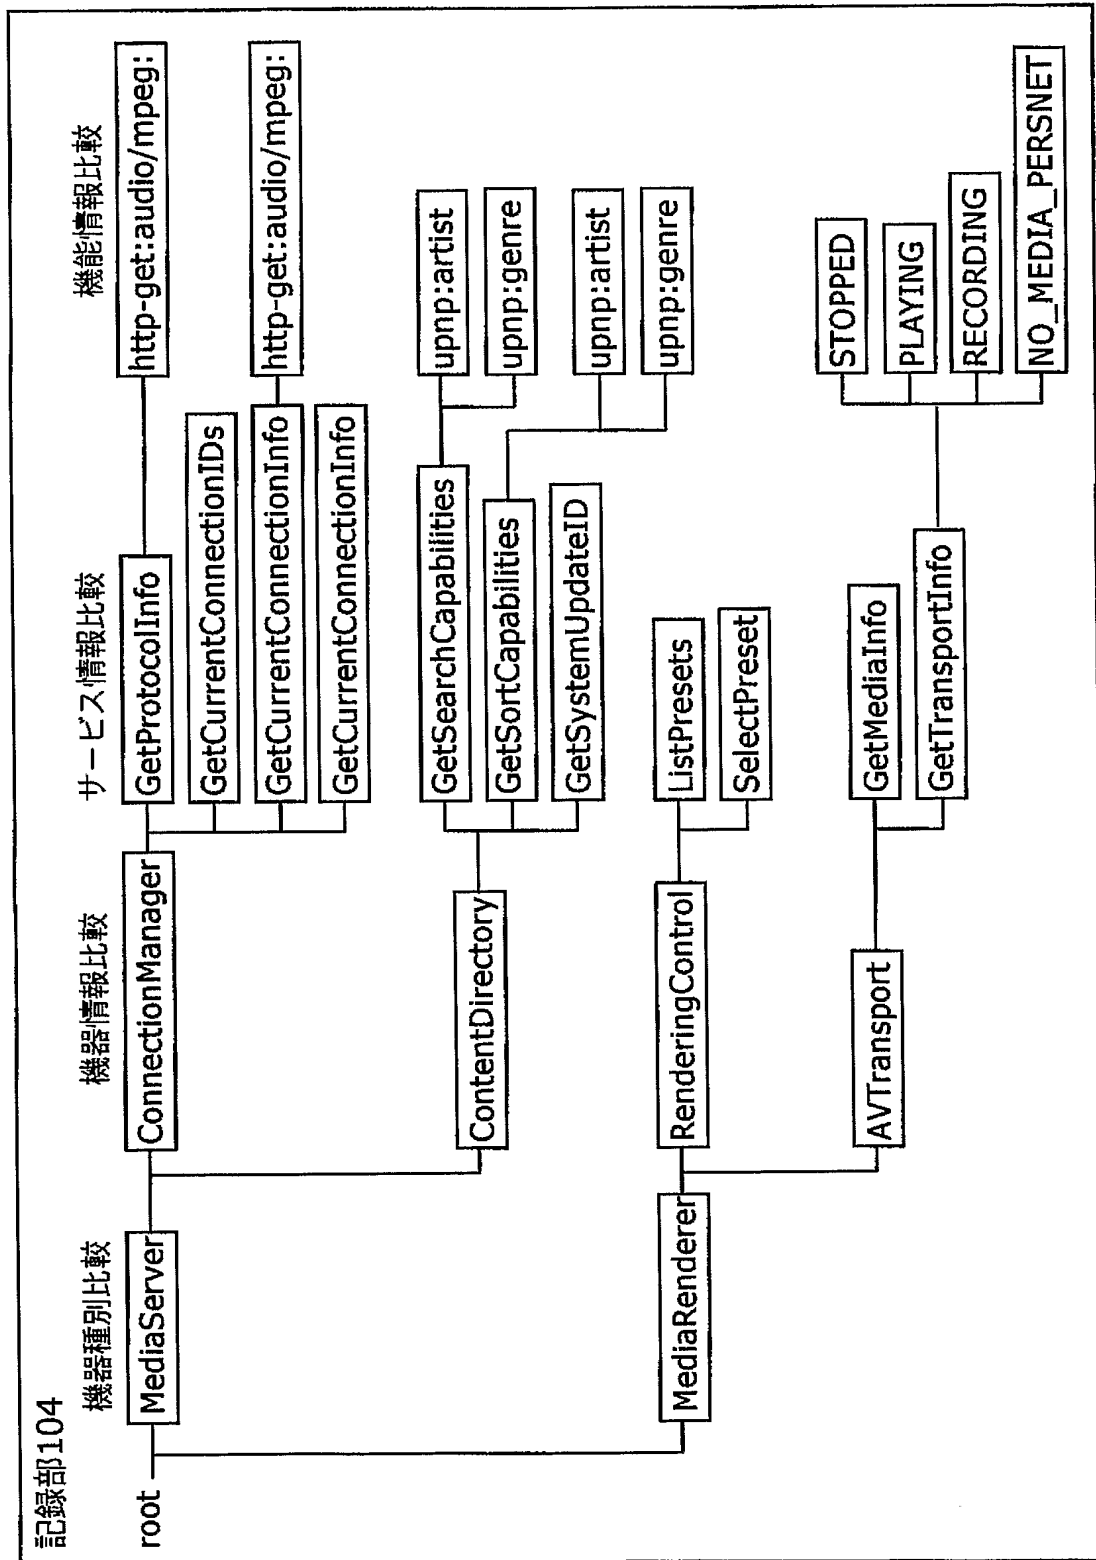 記録部104
機器種別比較
機器情報比較
サービス情報比較
機能情報比較
root
MediaServer
ConnectionManager
GetProtocolInfo
http-get:audio/mpeg:
GetCurrentConnectionIDs
GetCurrentConnectionInfo
http-get:audio/mpeg:
GetCurrentConnectionInfo
ContentDirectory
GetSearchCapabilities
upnp:artist
upnp:genre
GetSortCapabilities
upnp:artist
upnp:genre
GetSystemUpdateID
MediaRenderer
RenderingControl
ListPresets
SelectPreset
AVTransport
GetMediaInfo
GetTransportInfo
STOPPED
PLAYING
RECORDING
NO_MEDIA_PERSNET